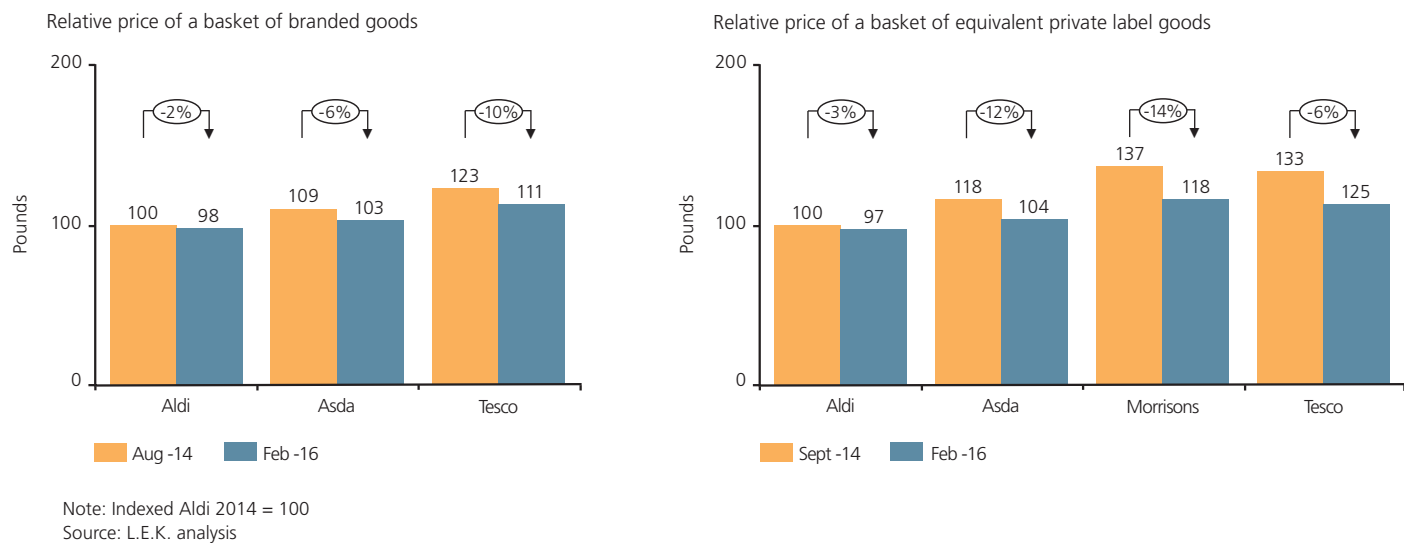 Relative price of a basket of branded goods
200
100
0
Pounds
-2%
-6%
-10%
100
98
109
103
123
111
Aldi
Asda
Tesco
Aug -14
Feb -16
Relative price of a basket of equivalent private label goods
200
100
0
Pounds
-3%
-12%
-14%
-6%
100
97
118
104
137
118
133
125
Aldi
Asda
Morrisons
Tesco
Sept -14
Feb -16
Note: Indexed Aldi 2014 = 100
Source: L.E.K. analysis